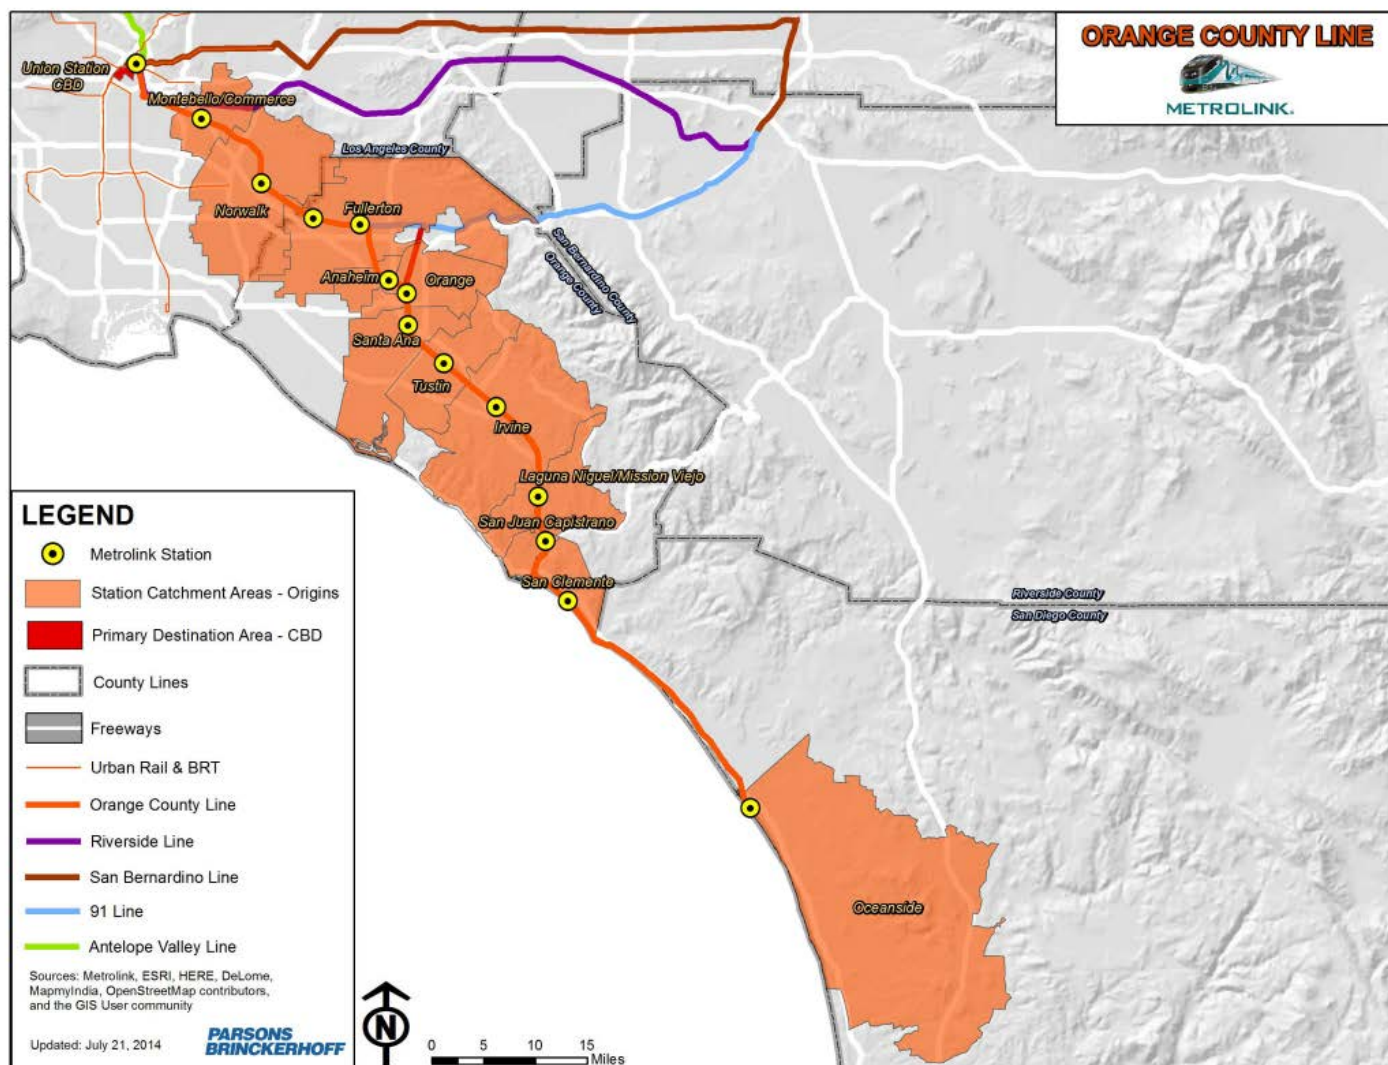 ORANGE COUNTY LINE
METROLINK.
Union Station
CBD
Montebello/Commerce
Los Angeles County
Norwalk
Fullerton
Anaheim
Orange
San Bernardino County
Orange County
Santa Ana
Tustin
Irvine
Laguna Niguel/Mission Viejo
San Juan Capistrano
San Clemente
Riverside County
San Diego County
Oceanside
LEGEND
Metrolink Station
Station Catchment Areas - Origins
Primary Destination Area - CBD
County Lines
Freeways
Urban Rail & BRT
Orange County Line
Riverside Line
San Bernardino Line
91 Line
Antelope Valley Line
Sources: Metrolink, ESRI, HERE, DeLome,
MapmyIndia, OpenStreetMap contributors,
and the GIS User community
Updated: July 21, 2014
PARSONS
BRINCKERHOFF
N
0 5 10 15
Miles